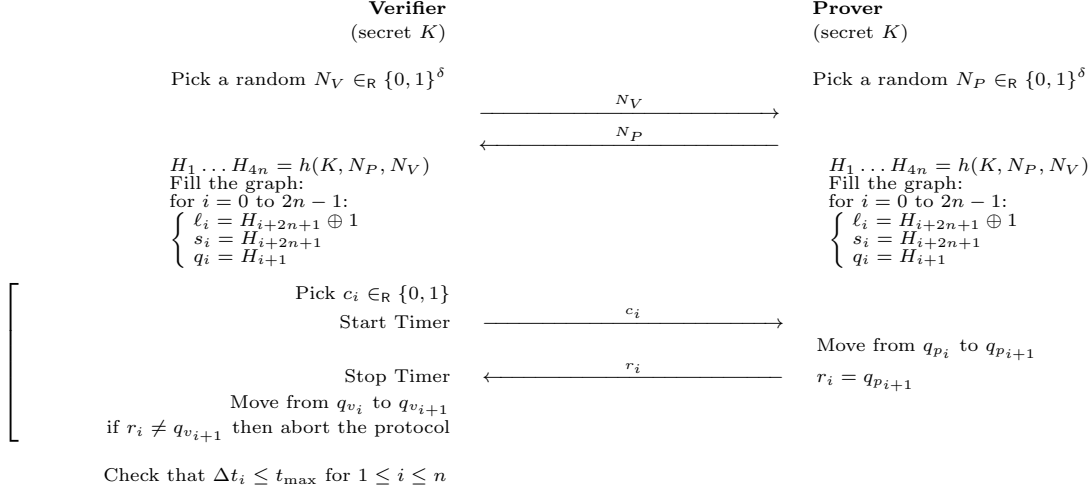 Verifier Prover
(secret K) (secret K)
Pick a random N_V ∈_R {0, 1}^δ Pick a random N_P ∈_R {0, 1}^δ
N_V
N_P
H_1 … H_{4n} = h(K, N_P, N_V) H_1 … H_{4n} = h(K, N_P, N_V)
Fill the graph: Fill the graph:
for i = 0 to 2n − 1: for i = 0 to 2n − 1:
ℓ_i = H_{i+2n+1} ⊕ 1 ℓ_i = H_{i+2n+1} ⊕ 1
s_i = H_{i+2n+1} s_i = H_{i+2n+1}
q_i = H_{i+1} q_i = H_{i+1}
Pick c_i ∈_R {0, 1}
Start Timer c_i
Move from q_{p_i} to q_{p_{i+1}}
Stop Timer r_i r_i = q_{p_{i+1}}
Move from q_{v_i} to q_{v_{i+1}}
if r_i ≠ q_{v_{i+1}} then abort the protocol
Check that Δt_i ≤ t_max for 1 ≤ i ≤ n